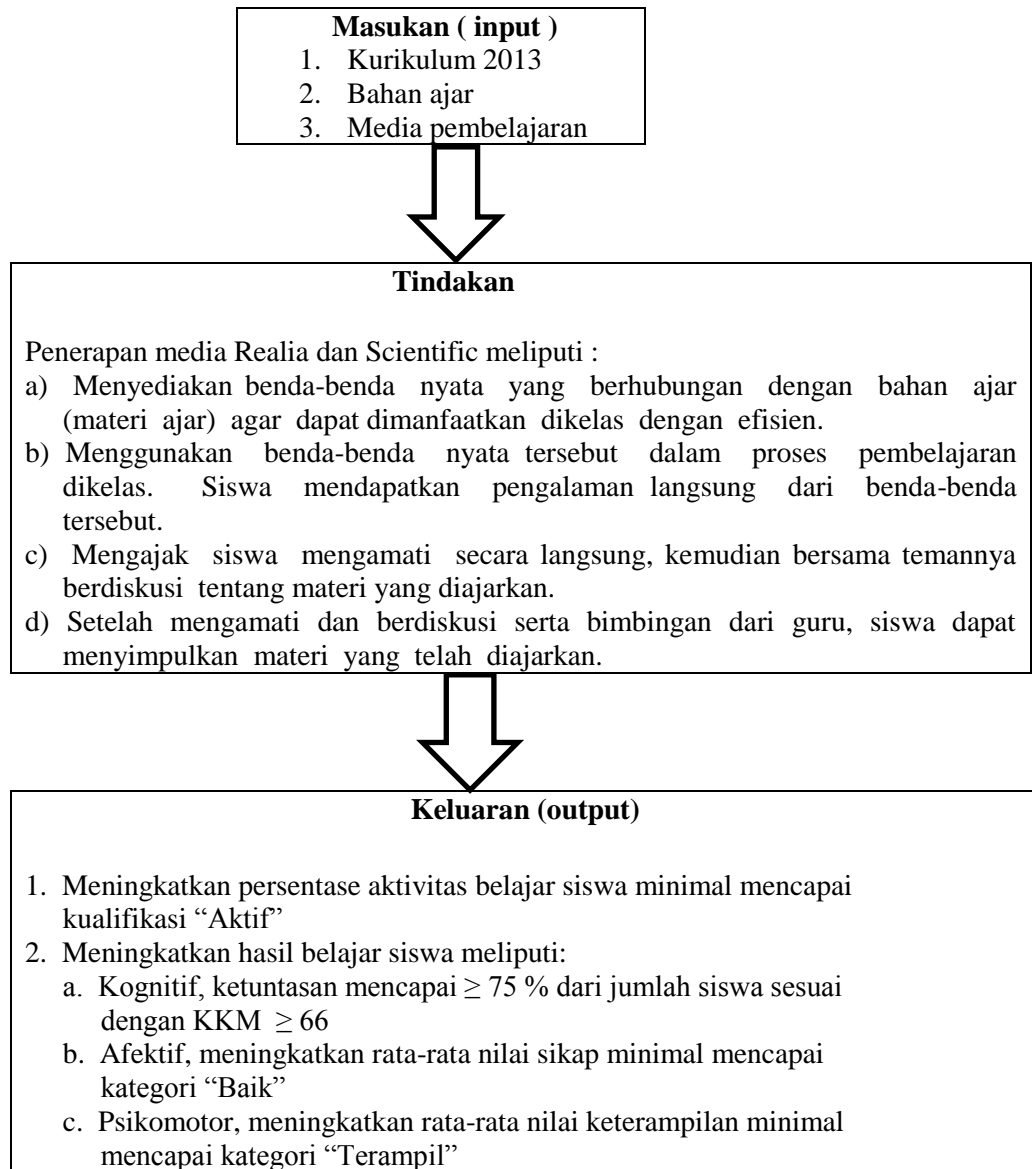 Masukan ( input )
1. Kurikulum 2013
2. Bahan ajar
3. Media pembelajaran
Tindakan
Penerapan media Realia dan Scientific meliputi :
a) Menyediakan benda-benda nyata yang berhubungan dengan bahan ajar
(materi ajar) agar dapat dimanfaatkan dikelas dengan efisien.
b) Menggunakan benda-benda nyata tersebut dalam proses pembelajaran
dikelas. Siswa mendapatkan pengalaman langsung dari benda-benda
tersebut.
c) Mengajak siswa mengamati secara langsung, kemudian bersama temannya
berdiskusi tentang materi yang diajarkan.
d) Setelah mengamati dan berdiskusi serta bimbingan dari guru, siswa dapat
menyimpulkan materi yang telah diajarkan.
Keluaran (output)
1. Meningkatkan persentase aktivitas belajar siswa minimal mencapai
kualifikasi “Aktif”
2. Meningkatkan hasil belajar siswa meliputi:
a. Kognitif, ketuntasan mencapai ≥ 75 % dari jumlah siswa sesuai
dengan KKM ≥ 66
b. Afektif, meningkatkan rata-rata nilai sikap minimal mencapai
kategori “Baik”
c. Psikomotor, meningkatkan rata-rata nilai keterampilan minimal
mencapai kategori “Terampil”